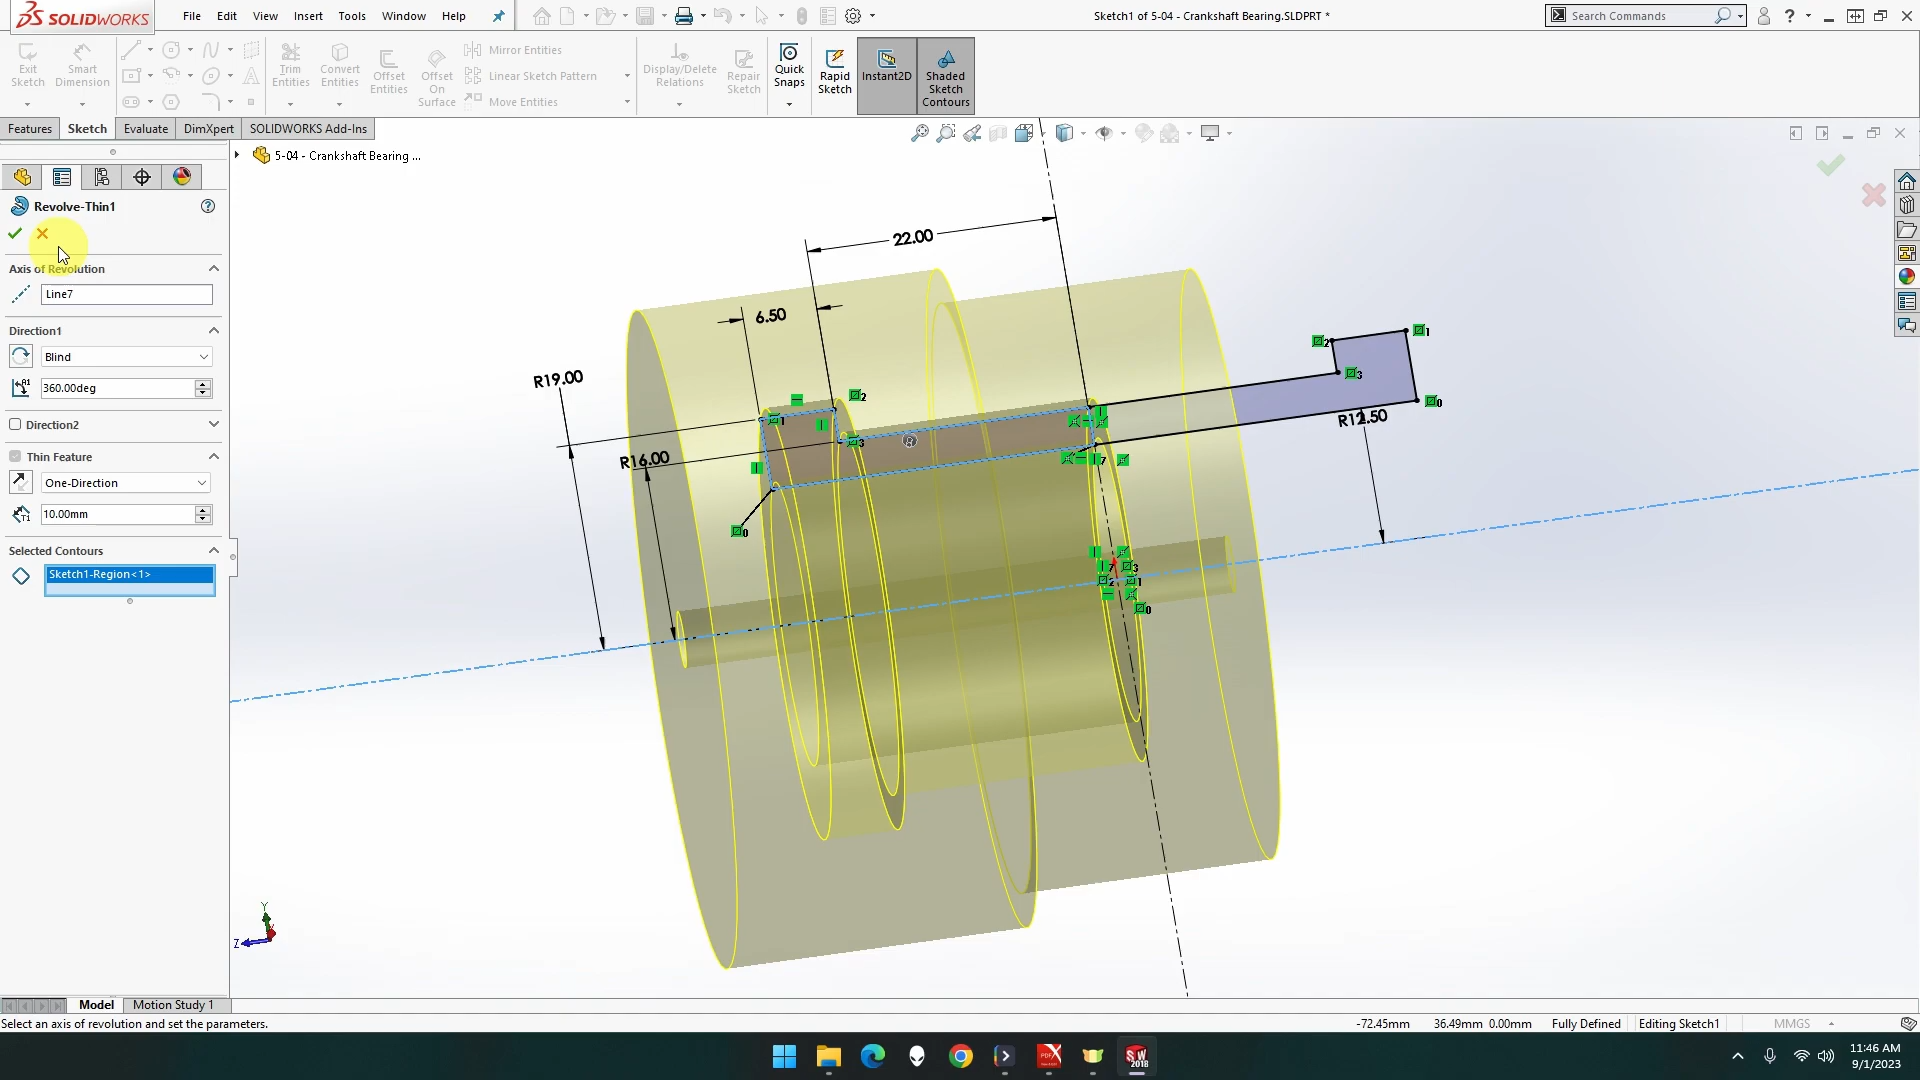 SOLIDWORKS
File Edit View Insert Tools Window Help
Sketch1 of 5-04 - Crankshaft Bearing.SLDPRT *
Search Commands
Exit Sketch
Smart Dimension
Trim Entities
Convert Entities
Offset Entities
Offset On Surface
Mirror Entities
Linear Sketch Pattern
Move Entities
Display/Delete Relations
Repair Sketch
Quick Snaps
Rapid Sketch
Instant2D
Shaded Sketch Contours
Features Sketch Evaluate DimXpert SOLIDWORKS Add-Ins
5-04 - Crankshaft Bearing ...
Revolve-Thin1
Axis of Revolution
Line7
Direction1
Blind
360.00deg
Direction2
Thin Feature
One-Direction
10.00mm
Selected Contours
Sketch1-Region<1>
22.00
6.50
R19.00
R16.00
R12.50
Y
Z
Model Motion Study 1
Select an axis of revolution and set the parameters.
-72.45mm 36.49mm 0.00mm Fully Defined Editing Sketch1 MMGS
11:46 AM
9/1/2023